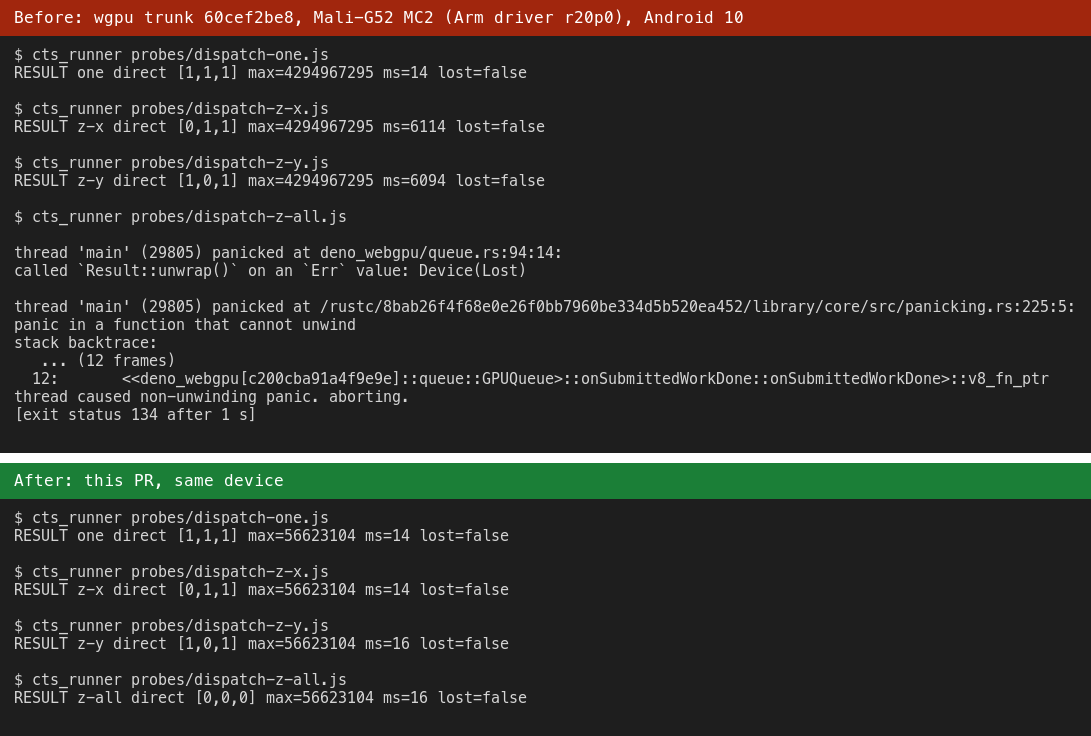 Before: wgpu trunk 60cef2be8, Mali-G52 MC2 (Arm driver r20p0), Android 10
$ cts_runner probes/dispatch-one.js
RESULT one direct [1,1,1] max=4294967295 ms=14 lost=false
$ cts_runner probes/dispatch-z-x.js
RESULT z-x direct [0,1,1] max=4294967295 ms=6114 lost=false
$ cts_runner probes/dispatch-z-y.js
RESULT z-y direct [1,0,1] max=4294967295 ms=6094 lost=false
$ cts_runner probes/dispatch-z-all.js
thread 'main' (29805) panicked at deno_webgpu/queue.rs:94:14:
called `Result::unwrap()` on an `Err` value: Device(Lost)
thread 'main' (29805) panicked at /rustc/8bab26f4f68e0e26f0bb7960be334d5b520ea452/library/core/src/panicking.rs:225:5:
panic in a function that cannot unwind
stack backtrace:
   ... (12 frames)
  12:       <<deno_webgpu[c200cba91a4f9e9e]::queue::GPUQueue>::onSubmittedWorkDone::onSubmittedWorkDone>::v8_fn_ptr
thread caused non-unwinding panic. aborting.
[exit status 134 after 1 s]
After: this PR, same device
$ cts_runner probes/dispatch-one.js
RESULT one direct [1,1,1] max=56623104 ms=14 lost=false
$ cts_runner probes/dispatch-z-x.js
RESULT z-x direct [0,1,1] max=56623104 ms=14 lost=false
$ cts_runner probes/dispatch-z-y.js
RESULT z-y direct [1,0,1] max=56623104 ms=16 lost=false
$ cts_runner probes/dispatch-z-all.js
RESULT z-all direct [0,0,0] max=56623104 ms=16 lost=false